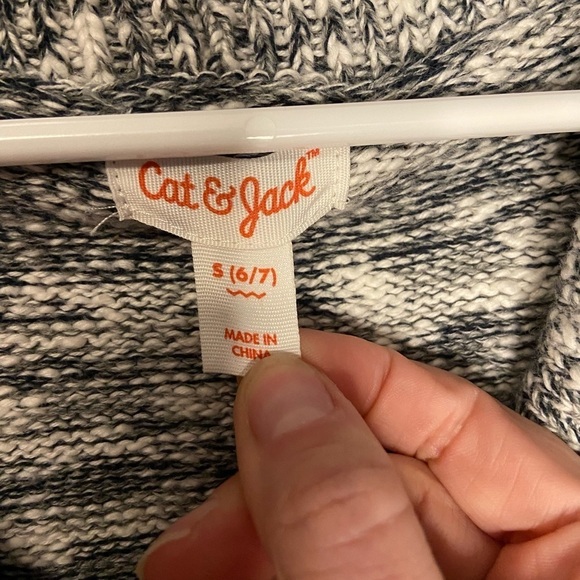 Cat & Jack™
S (6/7)
MADE IN
CHINA